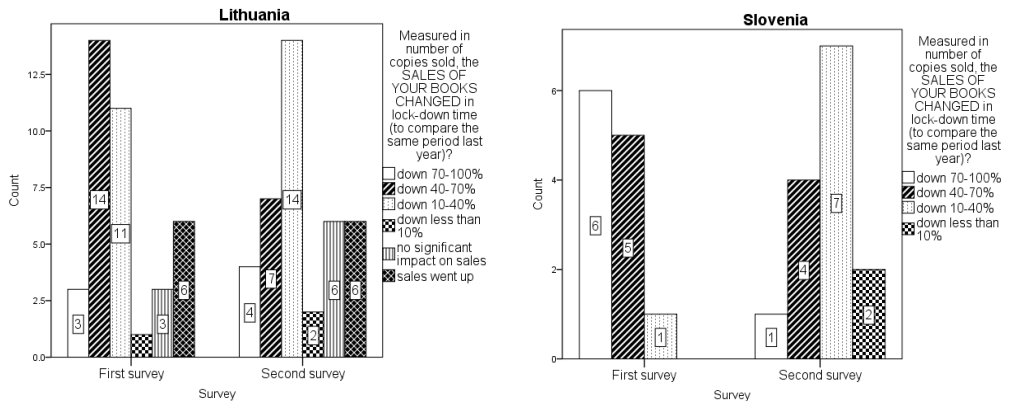 Lithuania
Measured in
number of
copies sold, the
SALES OF
YOUR BOOKS
CHANGED in
lock-down time
(to compare the
same period last
year)?
down 70-100%
down 40-70%
down 10-40%
down less than
10%
no significant
impact on sales
sales went up
Count
12.5
10.0
7.5
5.0
2.5
0.0
3
14
11
3
6
4
7
14
2
6
6
First survey
Second survey
Survey
Slovenia
Measured in
number of
copies sold, the
SALES OF
YOUR BOOKS
CHANGED in
lock-down time
(to compare the
same period last
year)?
down 70-100%
down 40-70%
down 10-40%
down less than
10%
Count
6
4
2
0
6
5
1
1
4
7
2
First survey
Second survey
Survey